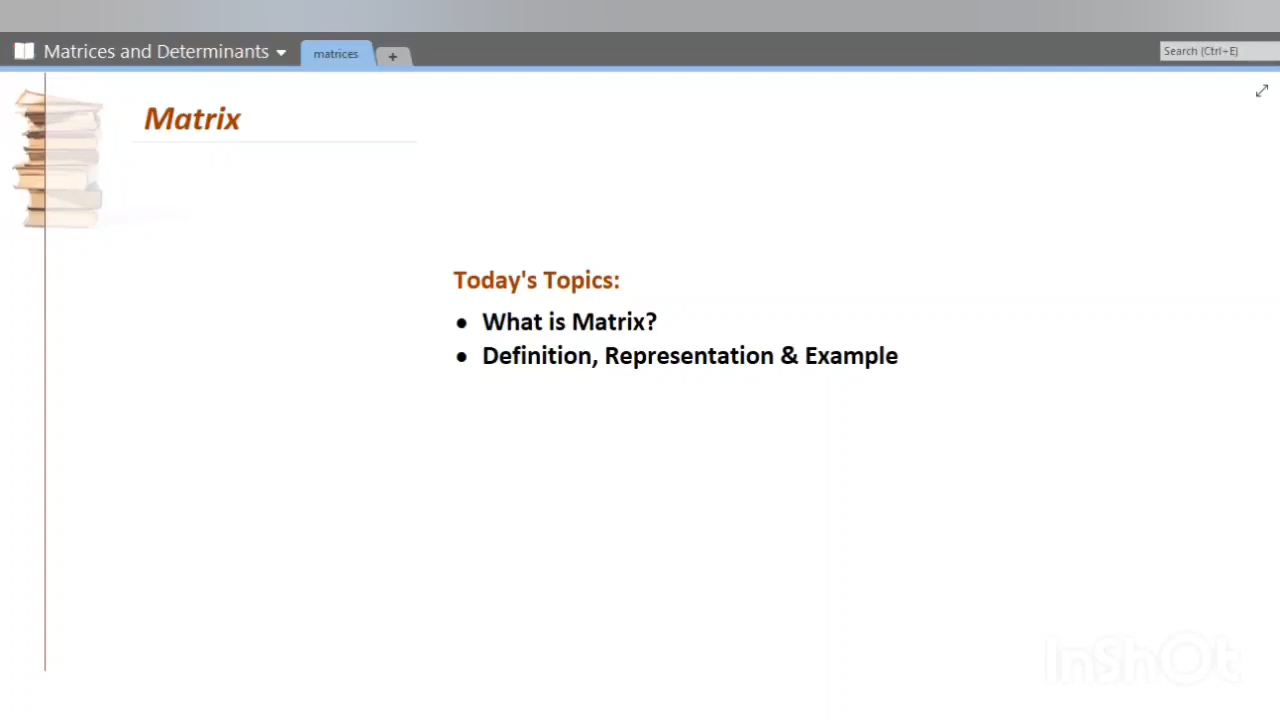 Matrices and Determinants
matrices
+
Search (Ctrl+E)
Matrix
Today's Topics:
• What is Matrix?
• Definition, Representation & Example
InShOt